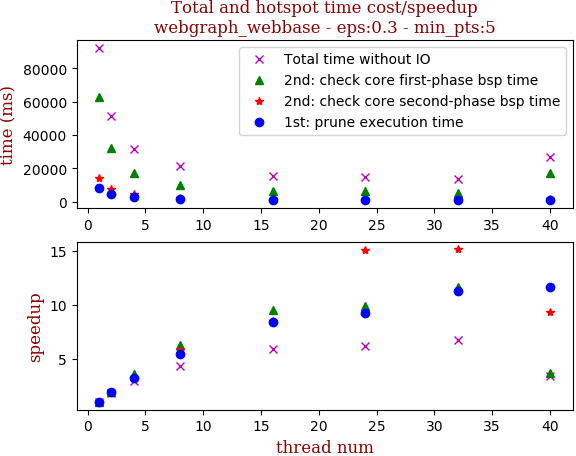 Total and hotspot time cost/speedup
webgraph_webbase - eps:0.3 - min_pts:5
time (ms)
80000
60000
40000
20000
0
Total time without IO
2nd: check core first-phase bsp time
2nd: check core second-phase bsp time
1st: prune execution time
0 5 10 15 20 25 30 35 40
speedup
15
10
5
0 5 10 15 20 25 30 35 40
thread num